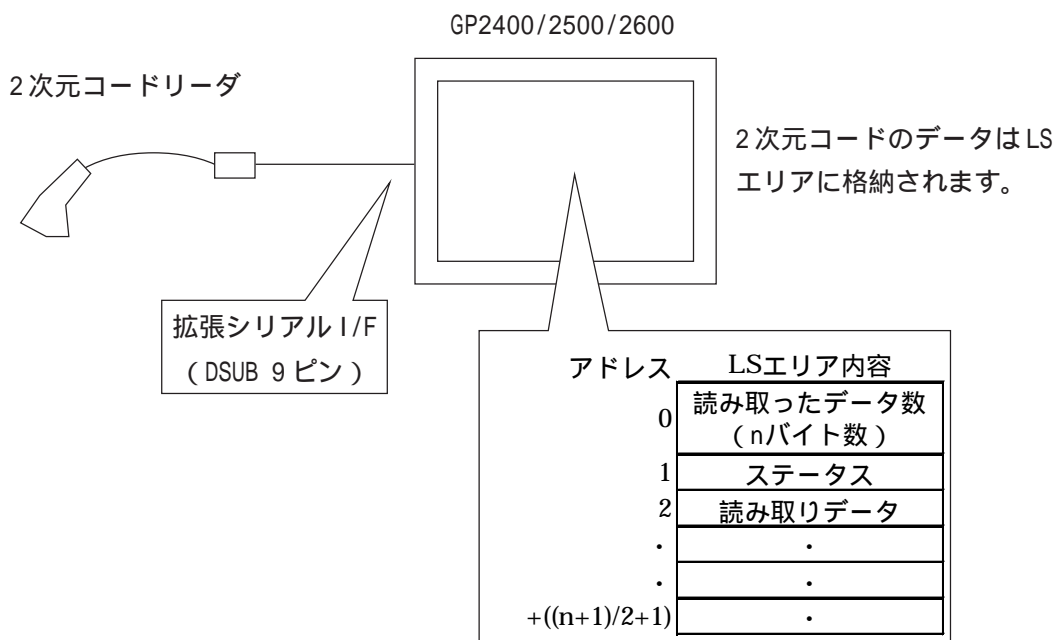 GP2400/2500/2600
2次元コードリーダ
2次元コードのデータはLS
エリアに格納されます。
拡張シリアルI/F
(DSUB 9ピン)
アドレス LSエリア内容
0 読み取ったデータ数
(nバイト数)
1 ステータス
2 読み取りデータ
・ ・
・ ・
+((n+1)/2+1) ・